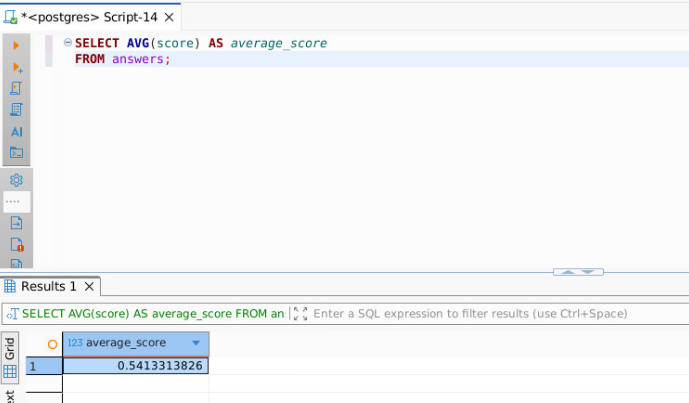 *<postgres> Script-14
SELECT AVG(score) AS average_score
FROM answers;
AI
Results 1
SELECT AVG(score) AS average_score FROM an
Enter a SQL expression to filter results (use Ctrl+Space)
Grid
123 average_score
1
0.5413313826
ext